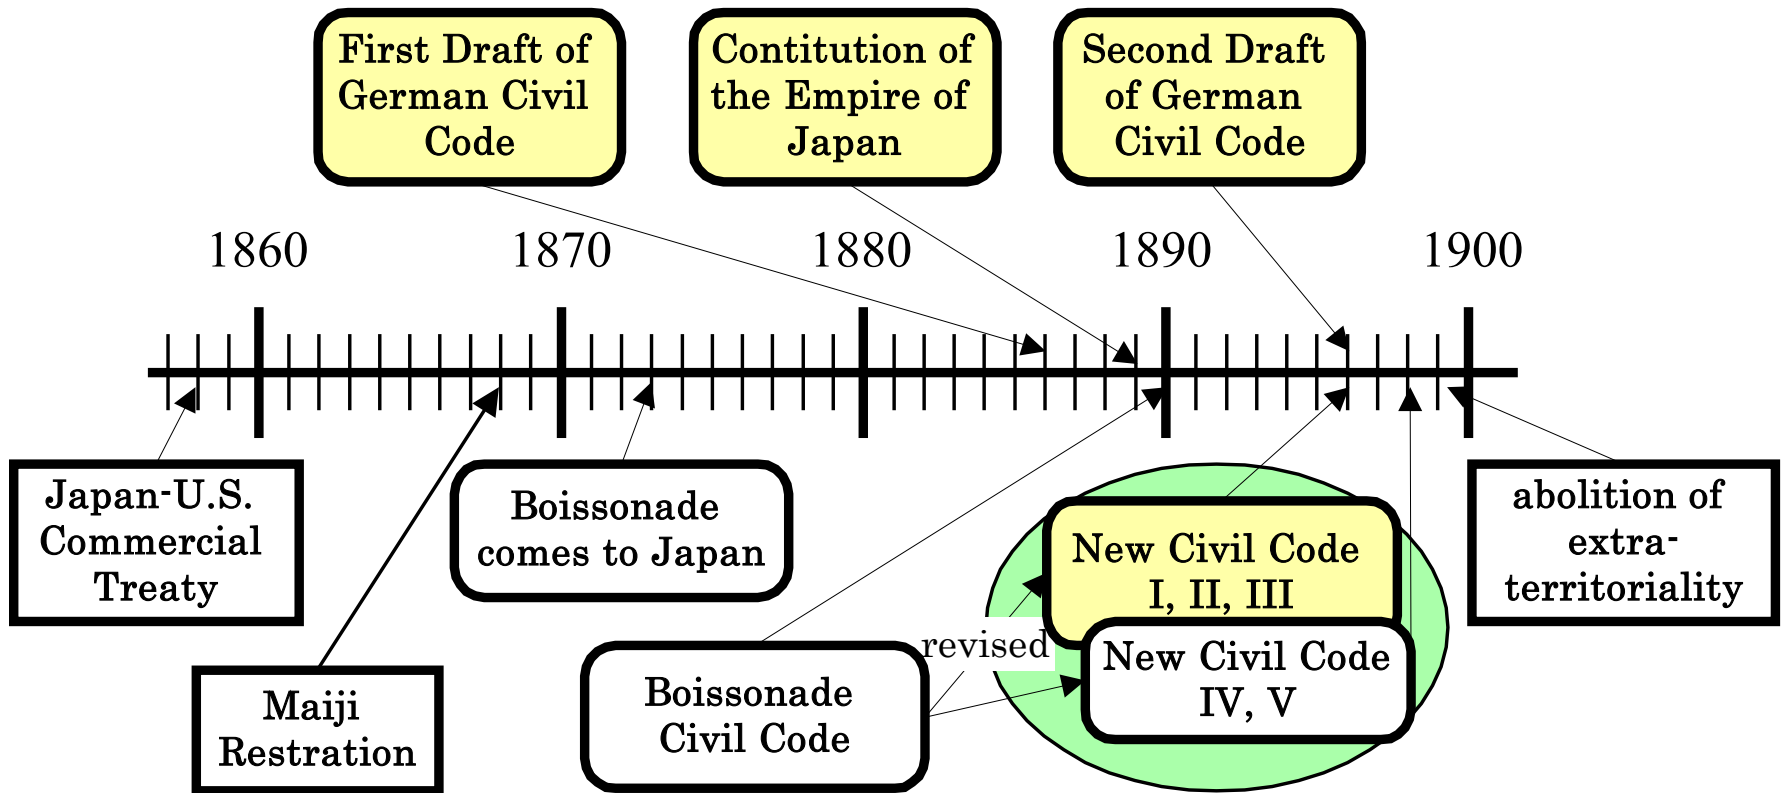 First Draft of
German Civil
Code
Contitution of
the Empire of
Japan
Second Draft
of German
Civil Code
1860
1870
1880
1890
1900
Japan-U.S.
Commercial
Treaty
Boissonade
comes to Japan
New Civil Code
I, II, III
abolition of
extra-
territoriality
revised
New Civil Code
IV, V
Maiji
Restration
Boissonade
Civil Code